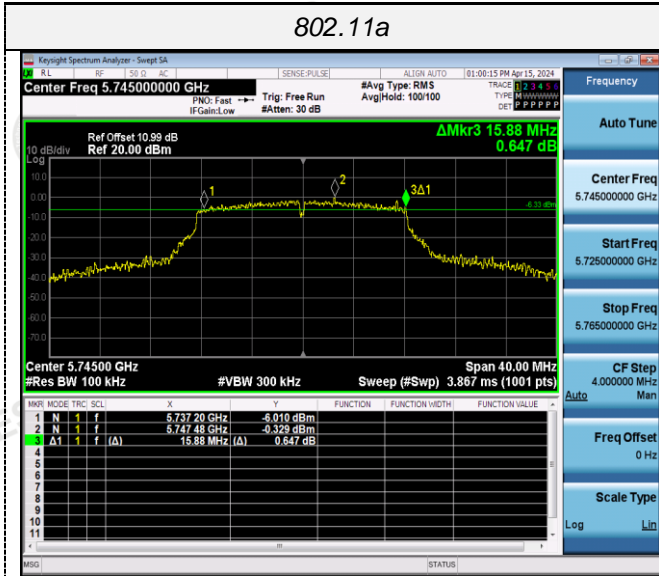 802.11a
Keysight Spectrum Analyzer - Swept SA
RL RF 50 Ω AC SENSE:PULSE ALIGN AUTO 01:00:15 PM Apr 15, 2024
Center Freq 5.745000000 GHz
PNO: Fast
IFGain:Low
Trig: Free Run
#Atten: 30 dB
#Avg Type: RMS
Avg|Hold: 100/100
TRACE 1 2 3 4 5 6
TYPE M W W W W W
DET P P P P P P
Ref Offset 10.99 dB
10 dB/div Ref 20.00 dBm
Log
ΔMkr3 15.88 MHz
0.647 dB
10.0
0.00
-10.0
-20.0
-30.0
-40.0
-50.0
-60.0
-70.0
1
2
3Δ1
-6.33 dBm
Center 5.74500 GHz Span 40.00 MHz
#Res BW 100 kHz #VBW 300 kHz Sweep (#Swp) 3.867 ms (1001 pts)
MKR MODE TRC SCL X Y FUNCTION FUNCTION WIDTH FUNCTION VALUE
1 N 1 f 5.737 20 GHz -6.010 dBm
2 N 1 f 5.747 48 GHz -0.329 dBm
3 Δ1 1 f (Δ) 15.88 MHz (Δ) 0.647 dB
4
5
6
7
8
9
10
11
MSG STATUS
Frequency
Auto Tune
Center Freq
5.745000000 GHz
Start Freq
5.725000000 GHz
Stop Freq
5.765000000 GHz
CF Step
4.000000 MHz
Auto Man
Freq Offset
0 Hz
Scale Type
Log Lin